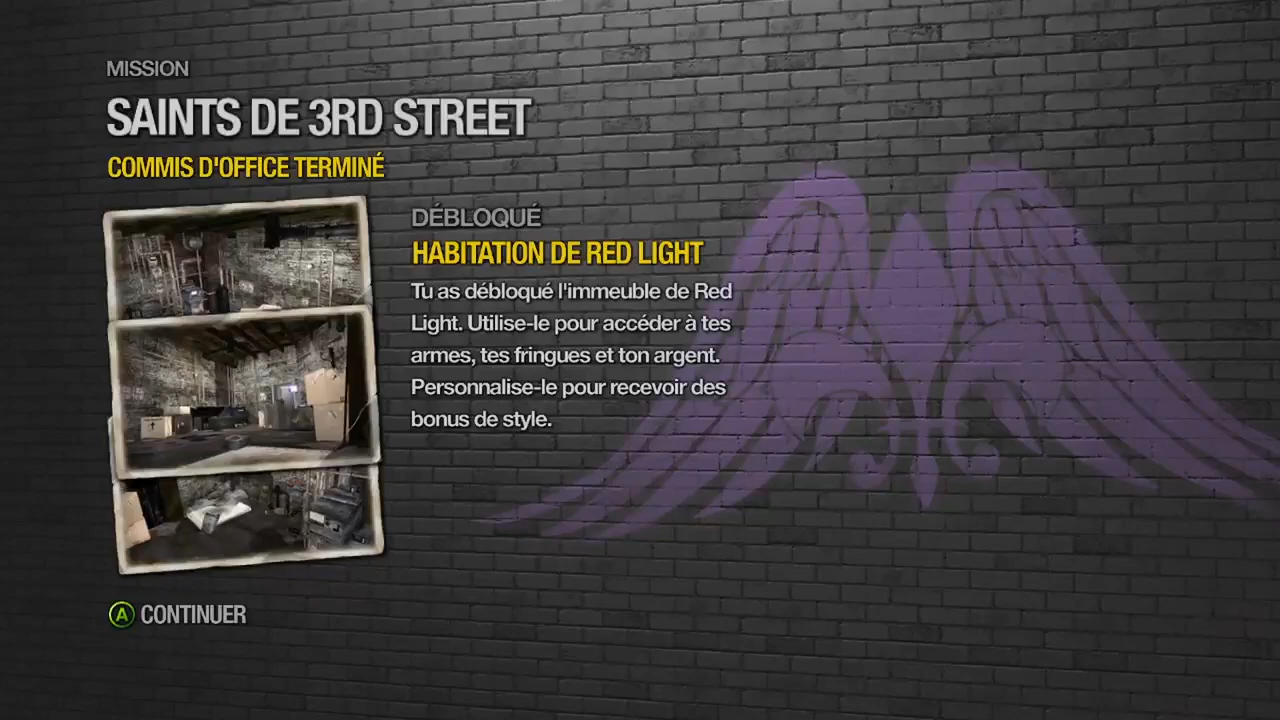 MISSION
SAINTS DE 3RD STREET
COMMIS D'OFFICE TERMINÉ
DÉBLOQUÉ
HABITATION DE RED LIGHT
Tu as débloqué l'immeuble de Red
Light. Utilise-le pour accéder à tes
armes, tes fringues et ton argent.
Personnalise-le pour recevoir des
bonus de style.
A CONTINUER